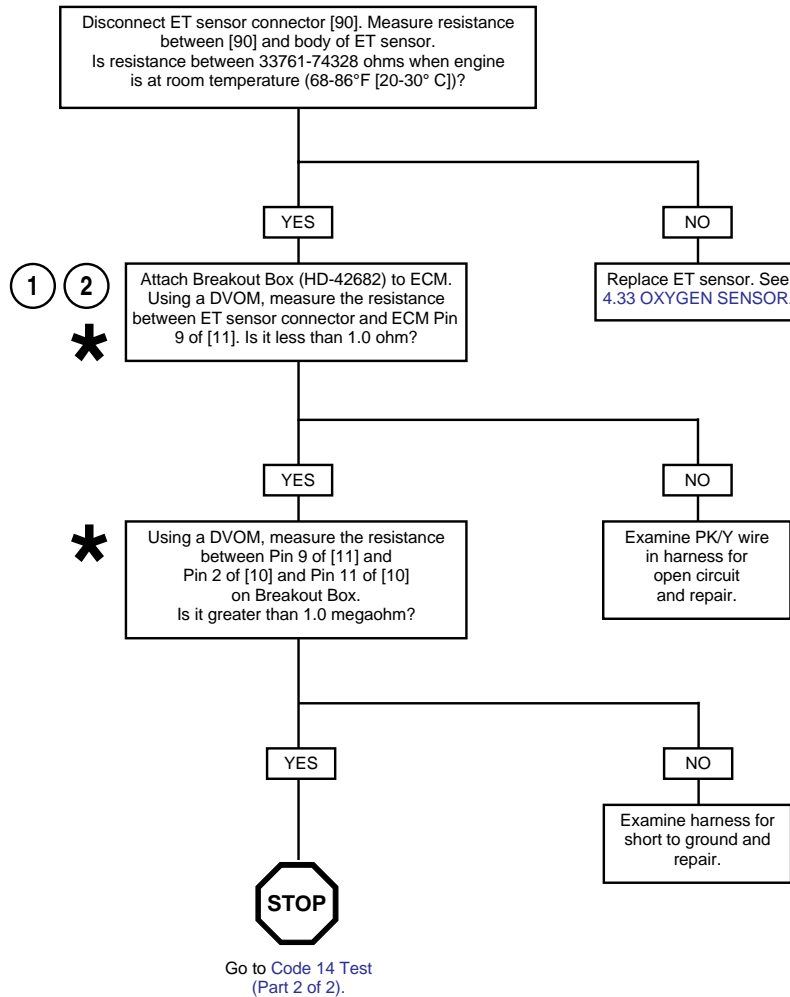 Disconnect ET sensor connector [90]. Measure resistance
between [90] and body of ET sensor.
Is resistance between 33761-74328 ohms when engine
is at room temperature (68-86°F [20-30° C])?
YES
NO
1
2
Attach Breakout Box (HD-42682) to ECM.
Using a DVOM, measure the resistance
between ET sensor connector and ECM Pin
9 of [11]. Is it less than 1.0 ohm?
Replace ET sensor. See
4.33 OXYGEN SENSOR.
*
YES
NO
*
Using a DVOM, measure the resistance
between Pin 9 of [11] and
Pin 2 of [10] and Pin 11 of [10]
on Breakout Box.
Is it greater than 1.0 megaohm?
Examine PK/Y wire
in harness for
open circuit
and repair.
YES
NO
Examine harness for
short to ground and
repair.
STOP
Go to Code 14 Test
(Part 2 of 2).